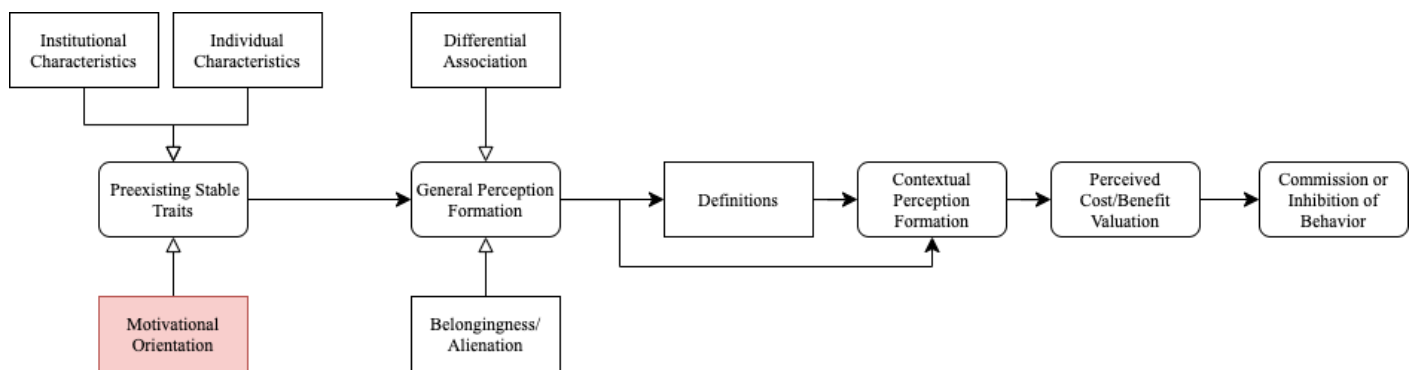 Institutional
Characteristics
Individual
Characteristics
Differential
Association
Preexisting Stable
Traits
General Perception
Formation
Definitions
Contextual
Perception
Formation
Perceived
Cost/Benefit
Valuation
Commission or
Inhibition of
Behavior
Motivational
Orientation
Belongingness/
Alienation